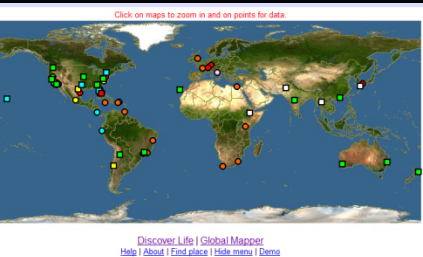 Click on maps to zoom in and on points for data.
Discover Life | Global Mapper
Help | About | Find place | Hide menu | Demo